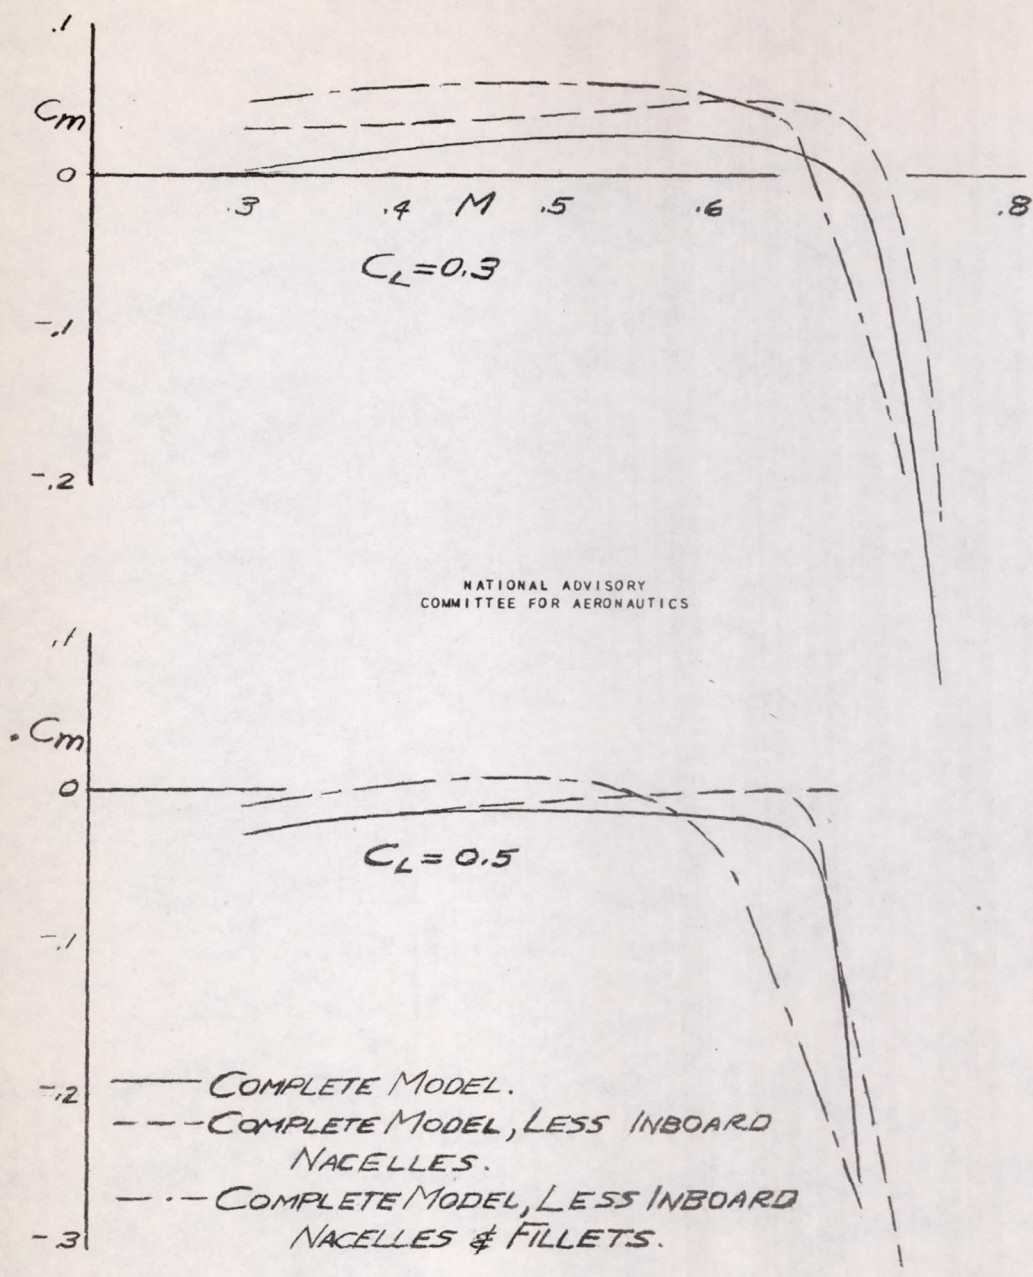 .1
Cm
0
.3 .4 M .5 .6 .8
CL=0.3
-.1
-.2
NATIONAL ADVISORY
COMMITTEE FOR AERONAUTICS
.1
Cm
0
CL=0.5
-.1
-.2
COMPLETE MODEL.
COMPLETE MODEL, LESS INBOARD
NACELLES.
COMPLETE MODEL, LESS INBOARD
NACELLES & FILLETS.
-.3